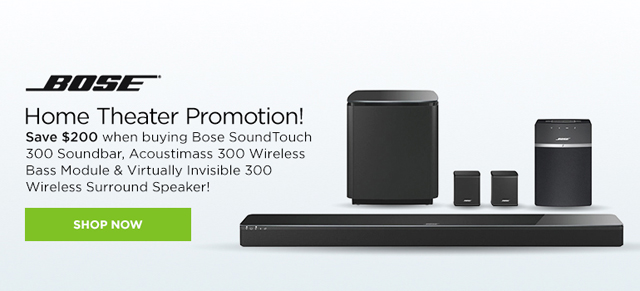 BOSE
Home Theater Promotion!
Save $200 when buying Bose SoundTouch
300 Soundbar, Acoustimass 300 Wireless
Bass Module & Virtually Invisible 300
Wireless Surround Speaker!
SHOP NOW